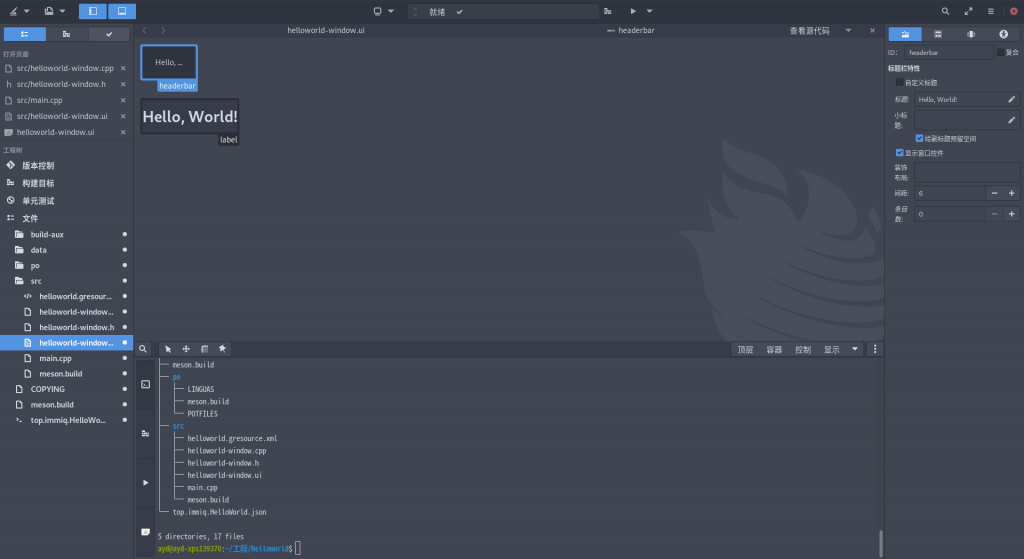 就绪
helloworld-window.ui
headerbar
查看源代码
打开页面
src/helloworld-window.cpp
src/helloworld-window.h
src/main.cpp
src/helloworld-window.ui
helloworld-window.ui
工程树
版本控制
构建目标
单元测试
文件
build-aux
data
po
src
helloworld.gresour...
helloworld-window...
helloworld-window.h
helloworld-window...
main.cpp
meson.build
COPYING
meson.build
top.immiq.HelloWo...
Hello, ...
headerbar
Hello, World!
label
顶层 容器 控制 显示
meson.build
po
LINGUAS
meson.build
POTFILES
src
helloworld.gresource.xml
helloworld-window.cpp
helloworld-window.h
helloworld-window.ui
main.cpp
meson.build
top.immiq.HelloWorld.json
5 directories, 17 files
ayd@ayd-xps139370:~/工程/helloworld$
ID: headerbar 复合
标题栏特性
自定义标题
标题: Hello, World!
小标
题:
给副标题预留空间
显示窗口控件
装饰
布局:
间距: 6
条目
数: 0